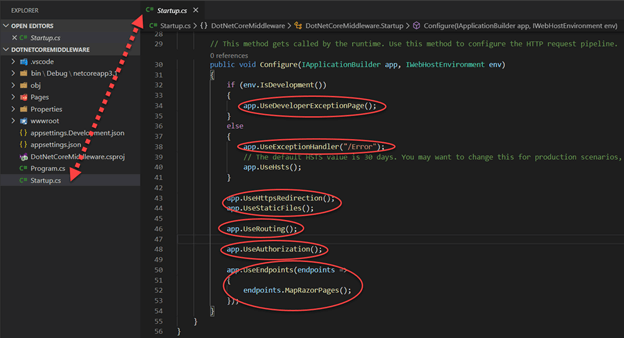 EXPLORER
OPEN EDITORS
C# Startup.cs
DOTNETCOREMIDDLEWARE
.vscode
bin \ Debug \ netcoreapp3.
obj
Pages
Properties
wwwroot
{} appsettings.Development.json
{} appsettings.json
DotNetCoreMiddleware.csproj
C# Program.cs
C# Startup.cs
C# Startup.cs
C# Startup.cs > {} DotNetCoreMiddleware > DotNetCoreMiddleware.Startup > Configure(IApplicationBuilder app, IWebHostEnvironment env)
28
29 // This method gets called by the runtime. Use this method to configure the HTTP request pipeline.
0 references
30 public void Configure(IApplicationBuilder app, IWebHostEnvironment env)
31 {
32 if (env.IsDevelopment())
33 {
34 app.UseDeveloperExceptionPage();
35 }
36 else
37 {
38 app.UseExceptionHandler("/Error");
39 // The default HSTS value is 30 days. You may want to change this for production scenarios,
40 app.UseHsts();
41 }
42
43 app.UseHttpsRedirection();
44 app.UseStaticFiles();
45
46 app.UseRouting();
47
48 app.UseAuthorization();
49
50 app.UseEndpoints(endpoints =
51 {
52 endpoints.MapRazorPages();
53 });
54 }
55 }
56 }